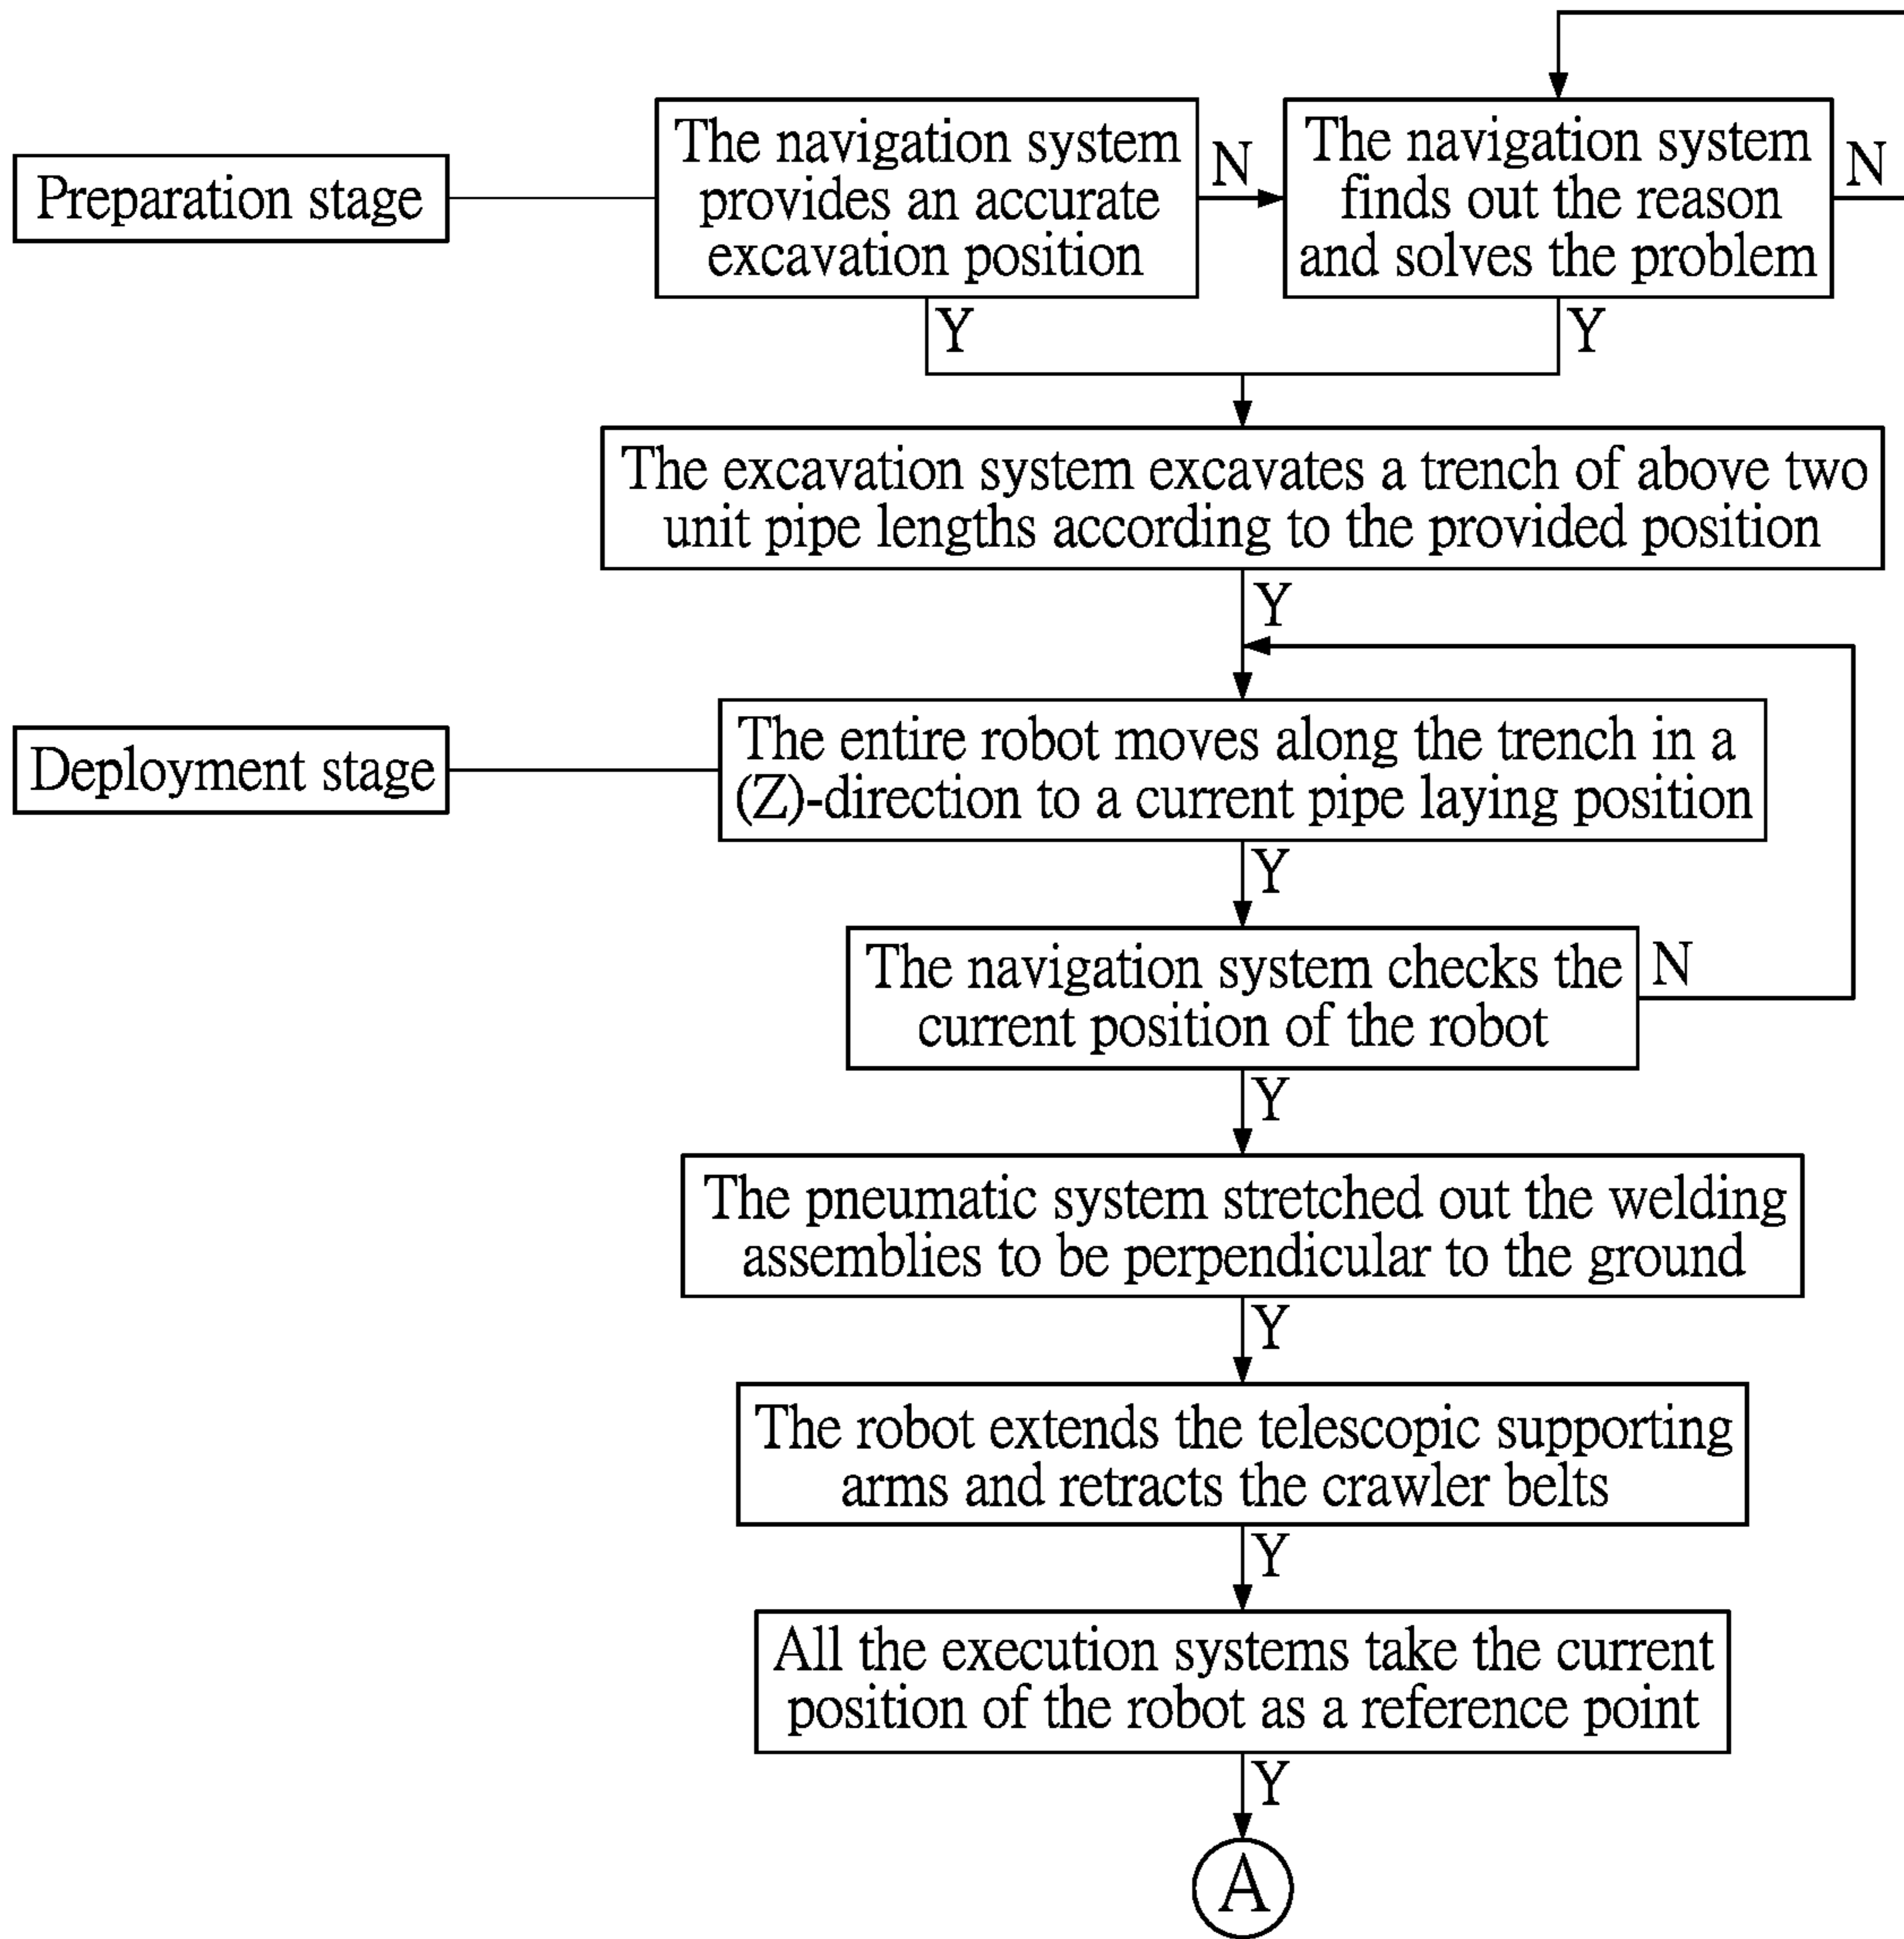 Preparation stage
The navigation system
provides an accurate
excavation position
N
The navigation system
finds out the reason
and solves the problem
N
Y
Y
The excavation system excavates a trench of above two
unit pipe lengths according to the provided position
Y
Deployment stage
The entire robot moves along the trench in a
(Z)-direction to a current pipe laying position
Y
The navigation system checks the
current position of the robot
N
Y
The pneumatic system stretched out the welding
assemblies to be perpendicular to the ground
Y
The robot extends the telescopic supporting
arms and retracts the crawler belts
Y
All the execution systems take the current
position of the robot as a reference point
Y
A